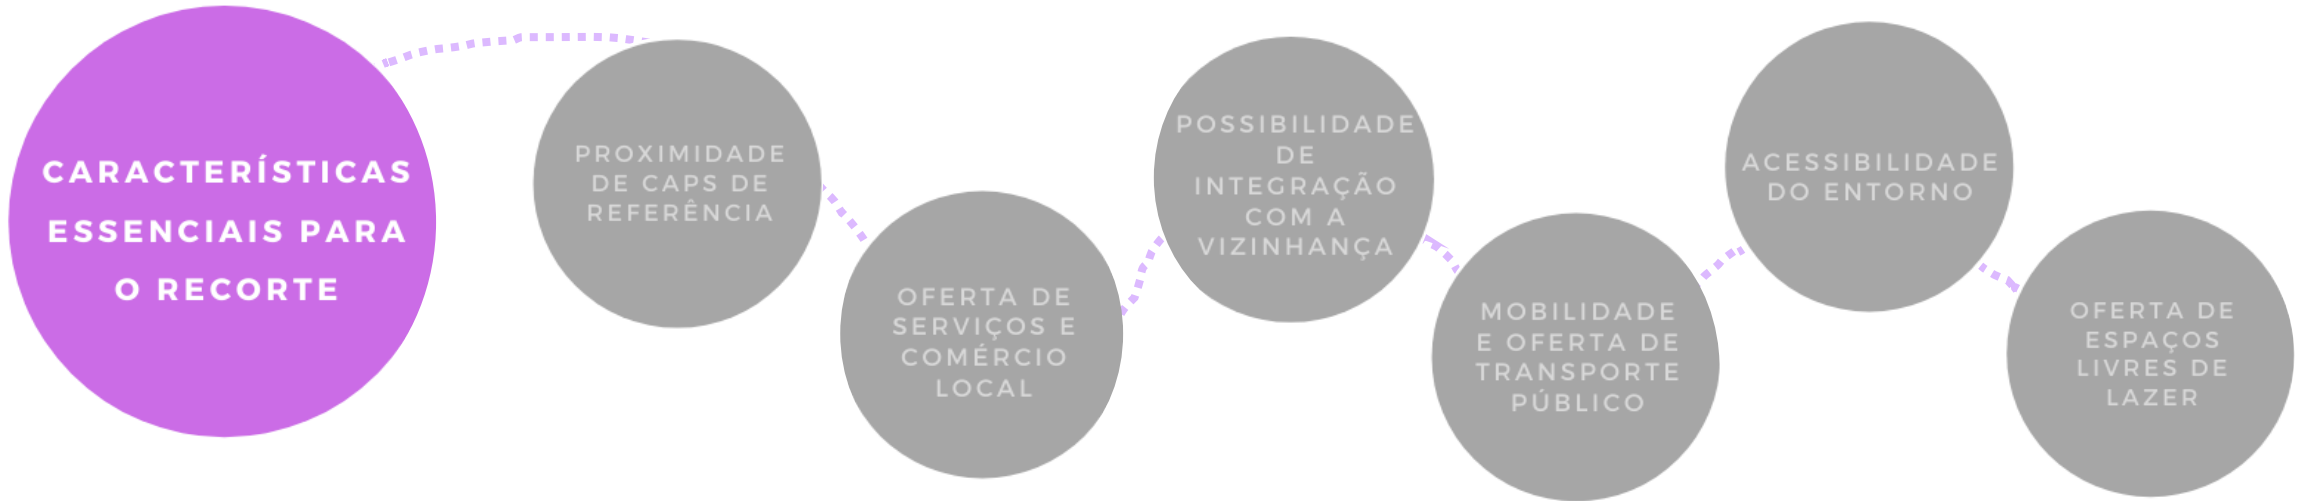 CARACTERÍSTICAS
ESSENCIAIS PARA
O RECORTE
PROXIMIDADE
DE CAPS DE
REFERÊNCIA
OFERTA DE
SERVIÇOS E
COMÉRCIO
LOCAL
POSSIBILIDADE
DE
INTEGRAÇÃO
COM A
VIZINHANÇA
MOBILIDADE
E OFERTA DE
TRANSPORTE
PÚBLICO
ACESSIBILIDADE
DO ENTORNO
OFERTA DE
ESPAÇOS
LIVRES DE
LAZER